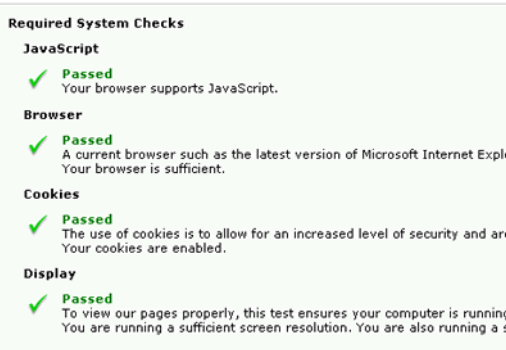 Required System Checks
JavaScript
Passed
Your browser supports JavaScript.
Browser
Passed
A current browser such as the latest version of Microsoft Internet Explo
Your browser is sufficient.
Cookies
Passed
The use of cookies is to allow for an increased level of security and are
Your cookies are enabled.
Display
Passed
To view our pages properly, this test ensures your computer is running
You are running a sufficient screen resolution. You are also running a s